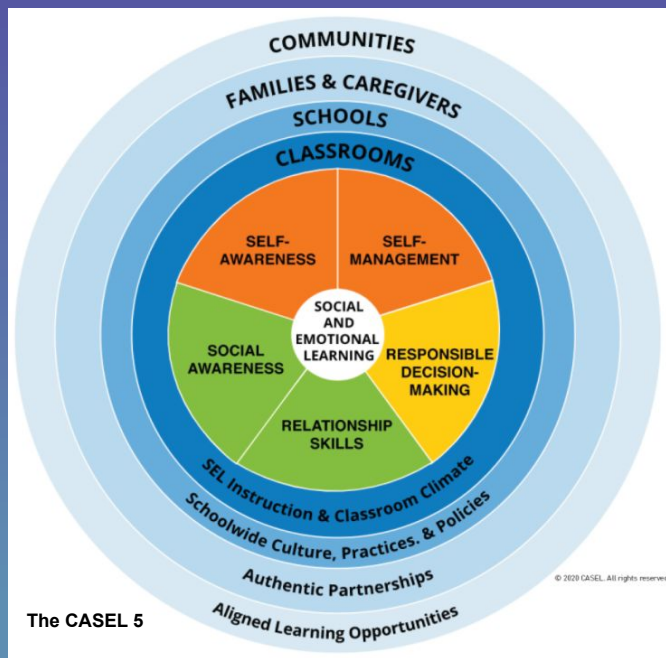 COMMUNITIES
FAMILIES & CAREGIVERS
SCHOOLS
CLASSROOMS
SELF-
AWARENESS
SELF-
MANAGEMENT
SOCIAL
AND
EMOTIONAL
LEARNING
SOCIAL
AWARENESS
RESPONSIBLE
DECISION-
MAKING
RELATIONSHIP
SKILLS
SEL Instruction & Classroom Climate
Schoolwide Culture, Practices. & Policies
Authentic Partnerships
Aligned Learning Opportunities
© 2020 CASEL. All rights reserved
The CASEL 5